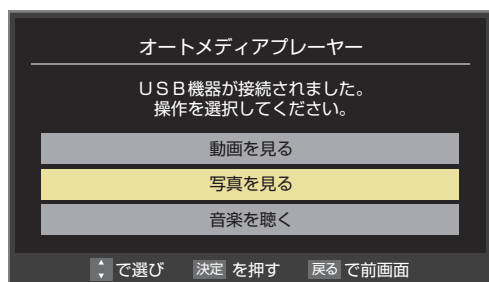 オートメディアプレーヤー
ＵＳＢ機器が接続されました。
操作を選択してください。
動画を見る
写真を見る
音楽を聴く
で選び 決定 を押す 戻る で前画面